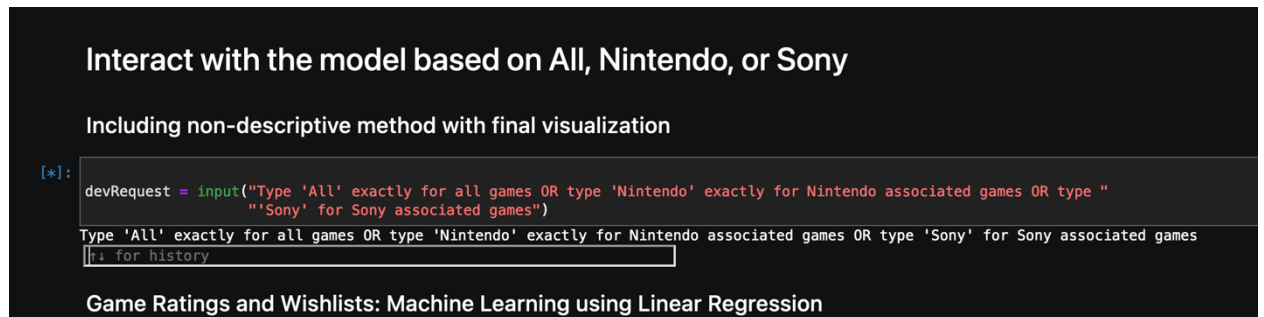 Interact with the model based on All, Nintendo, or Sony
Including non-descriptive method with final visualization
[*]:
devRequest = input("Type 'All' exactly for all games OR type 'Nintendo' exactly for Nintendo associated games OR type "
"'Sony' for Sony associated games")
Type 'All' exactly for all games OR type 'Nintendo' exactly for Nintendo associated games OR type 'Sony' for Sony associated games
↑↓ for history
Game Ratings and Wishlists: Machine Learning using Linear Regression